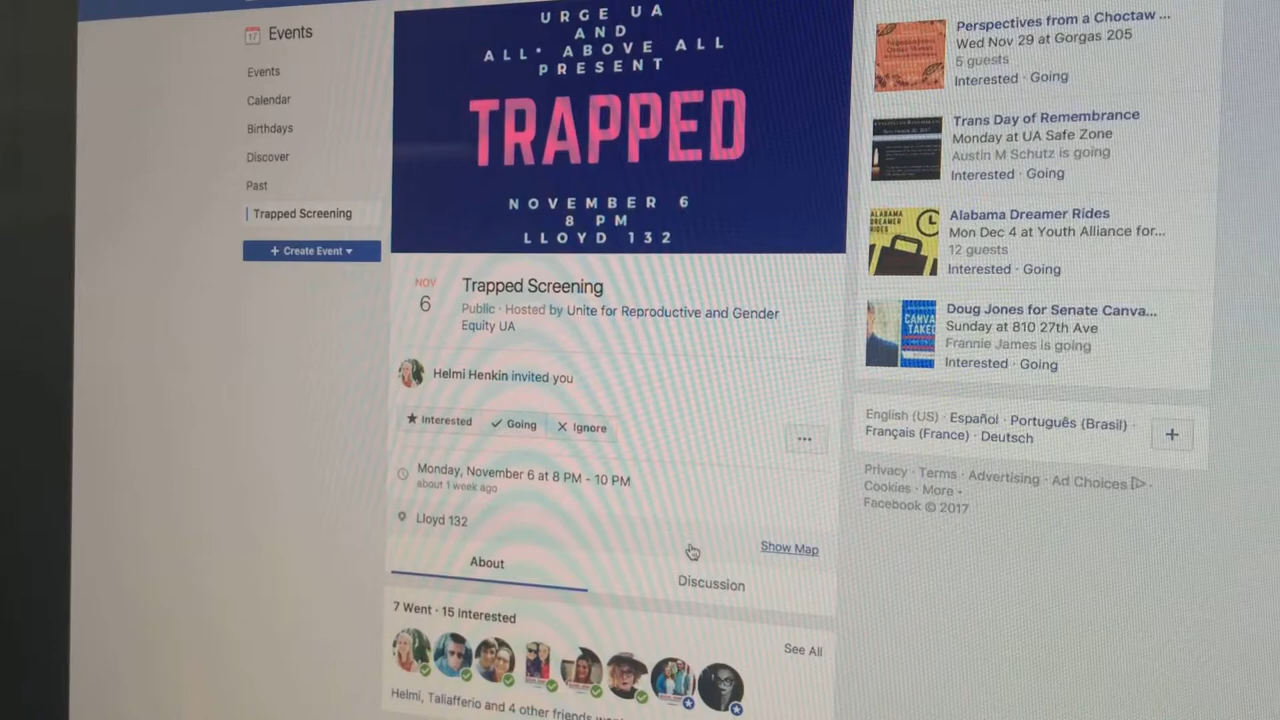 17 Events
Events
Calendar
Birthdays
Discover
Past
Trapped Screening
+ Create Event
URGE UA
AND
ALL* ABOVE ALL
PRESENT
TRAPPED
NOVEMBER 6
8 PM
LLOYD 132
NOV
6
Trapped Screening
Public · Hosted by Unite for Reproductive and Gender
Equity UA
Helmi Henkin invited you
Interested
Going
Ignore
...
Monday, November 6 at 8 PM - 10 PM
about 1 week ago
Lloyd 132
Show Map
About
Discussion
7 Went · 15 Interested
See All
Helmi, Taliafferio and 4 other friends
Perspectives from a Choctaw ...
Wed Nov 29 at Gorgas 205
5 guests
Interested · Going
Trans Day of Remembrance
Monday at UA Safe Zone
Austin M Schutz is going
Interested · Going
ALABAMA
DREAMER
RIDES
Alabama Dreamer Rides
Mon Dec 4 at Youth Alliance for...
12 guests
Interested · Going
Doug Jones for Senate Canva...
Sunday at 810 27th Ave
Frannie James is going
Interested · Going
English (US) · Español · Português (Brasil) ·
Français (France) · Deutsch
+
Privacy · Terms · Advertising · Ad Choices ·
Cookies · More
Facebook © 2017